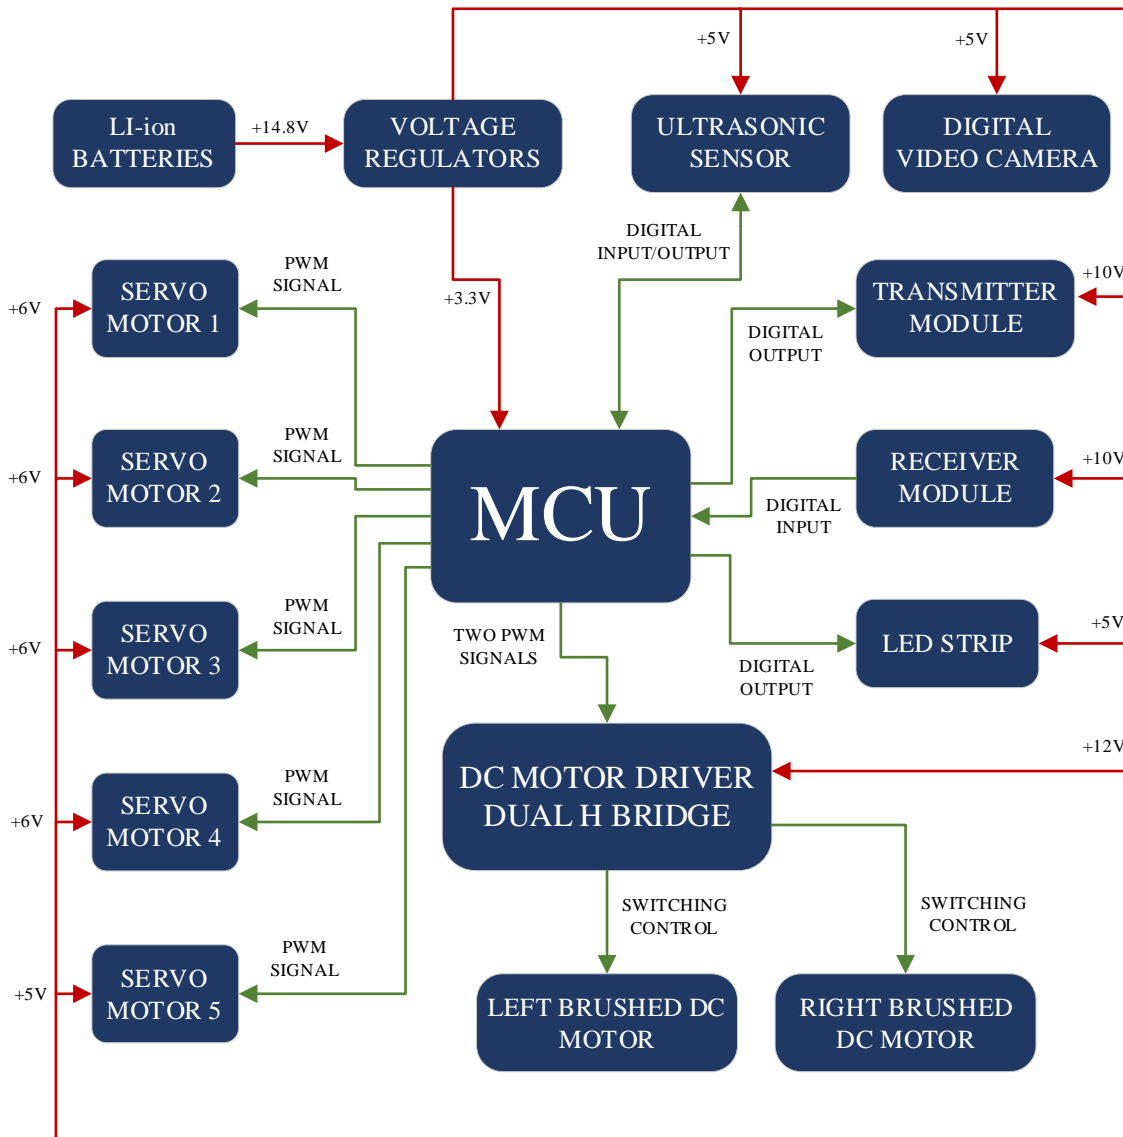 +5V
+5V
LI-ion
BATTERIES
+14.8V
VOLTAGE
REGULATORS
ULTRASONIC
SENSOR
DIGITAL
VIDEO CAMERA
DIGITAL
INPUT/OUTPUT
PWM
SIGNAL
+6V
SERVO
MOTOR 1
+3.3V
DIGITAL
OUTPUT
TRANSMITTER
MODULE
+10V
+6V
SERVO
MOTOR 2
PWM
SIGNAL
MCU
DIGITAL
INPUT
RECEIVER
MODULE
+10V
+6V
SERVO
MOTOR 3
PWM
SIGNAL
TWO PWM
SIGNALS
DIGITAL
OUTPUT
LED STRIP
+5V
+6V
SERVO
MOTOR 4
PWM
SIGNAL
DC MOTOR DRIVER
DUAL H BRIDGE
+12V
SWITCHING
CONTROL
SWITCHING
CONTROL
+5V
SERVO
MOTOR 5
PWM
SIGNAL
LEFT BRUSHED DC
MOTOR
RIGHT BRUSHED
DC MOTOR